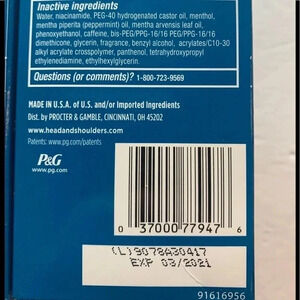 Inactive ingredients
Water, niacinamide, PEG-40 hydrogenated castor oil, menthol,
mentha piperita (peppermint) oil, mentha arvensis leaf oil,
phenoxyethanol, caffeine, bis-PEG/PPG-16/16 PEG/PPG-16/16
dimethicone, glycerin, fragrance, benzyl alcohol, acrylates/C10-30
alkyl acrylate crosspolymer, panthenol, tetrahydroxypropyl
ethylenediamine, ethylhexylglycerin
Questions (or comments)? 1-800-723-9569
MADE IN U.S.A. of U.S. and/or Imported Ingredients
Dist. by PROCTER & GAMBLE, CINCINNATI, OH 45202
www.headandshoulders.com
Patents: www.pg.com/patents
P&G
www.pg.com
0 37000 77947 6
(L)9078A30417
EXP 03/2021
91616956